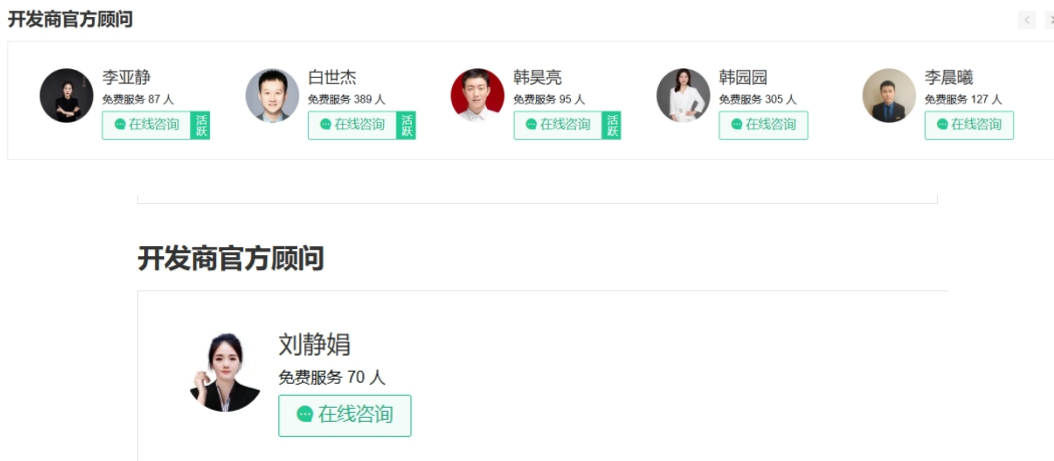 开发商官方顾问
李亚静
免费服务 87 人
在线咨询
活跃
白世杰
免费服务 389 人
在线咨询
活跃
韩昊亮
免费服务 95 人
在线咨询
活跃
韩园园
免费服务 305 人
在线咨询
李晨曦
免费服务 127 人
在线咨询
开发商官方顾问
刘静娟
免费服务 70 人
在线咨询